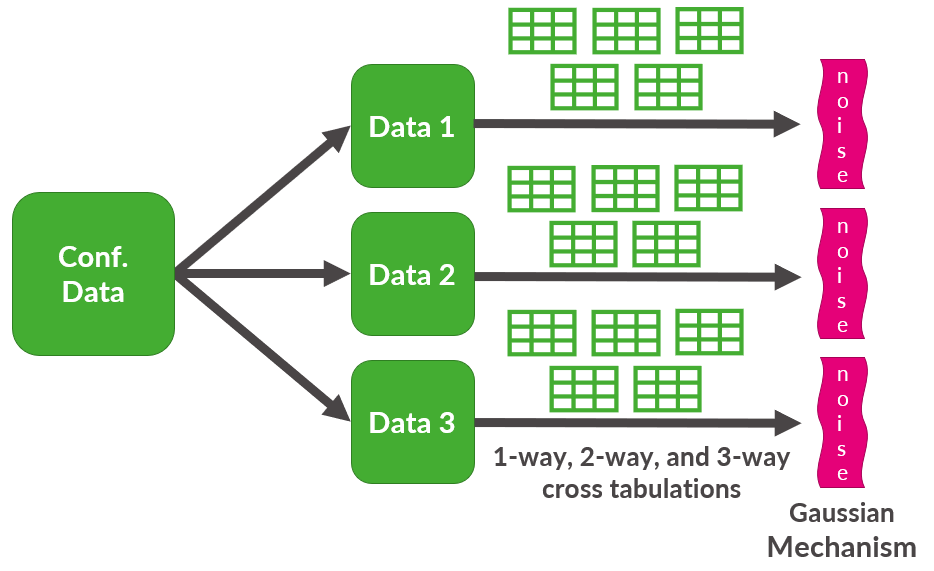 Conf.
Data
Data 1
Data 2
Data 3
noise
noise
noise
1-way, 2-way, and 3-way
cross tabulations
Gaussian
Mechanism